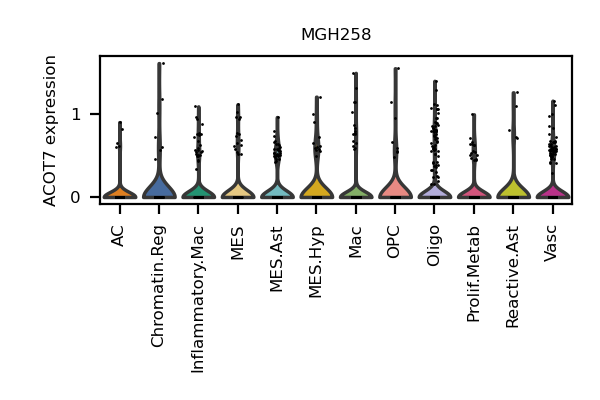 MGH258
ACOT7 expression
1
0
AC
Chromatin.Reg
Inflammatory.Mac
MES
MES.Ast
MES.Hyp
Mac
OPC
Oligo
Prolif.Metab
Reactive.Ast
Vasc